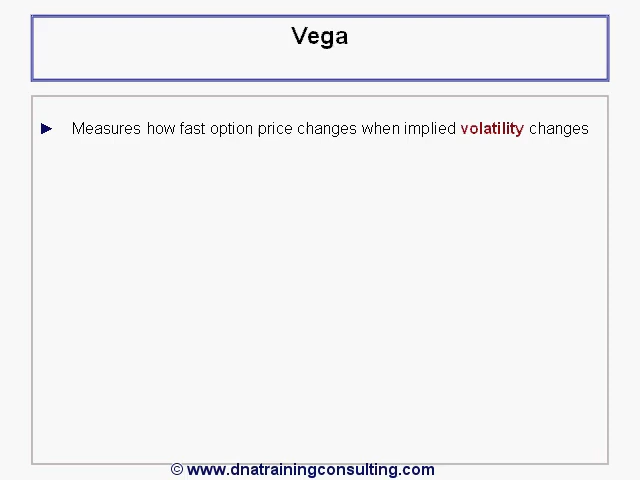 Vega
Measures how fast option price changes when implied volatility changes
© www.dnatrainingconsulting.com